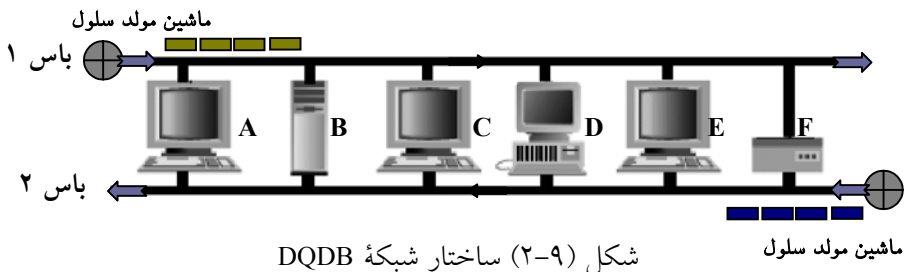 ماشین مولد سلول
باس ۱
A B C D E F
باس ۲
ماشین مولد سلول
شکل (۹-۲) ساختار شبکهٔ DQDB